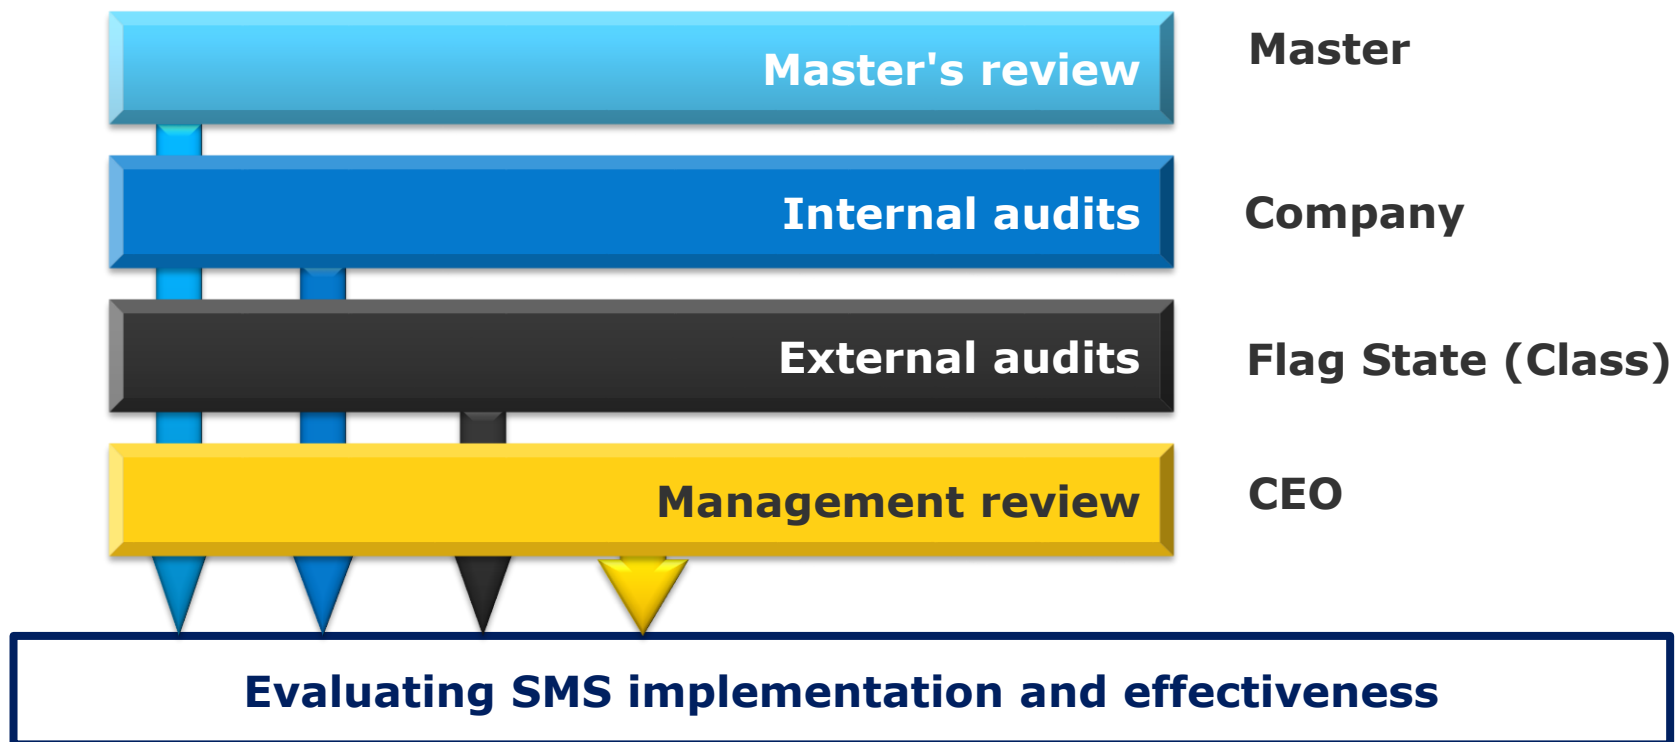 Master's review
Master
Internal audits
Company
External audits
Flag State (Class)
Management review
CEO
Evaluating SMS implementation and effectiveness